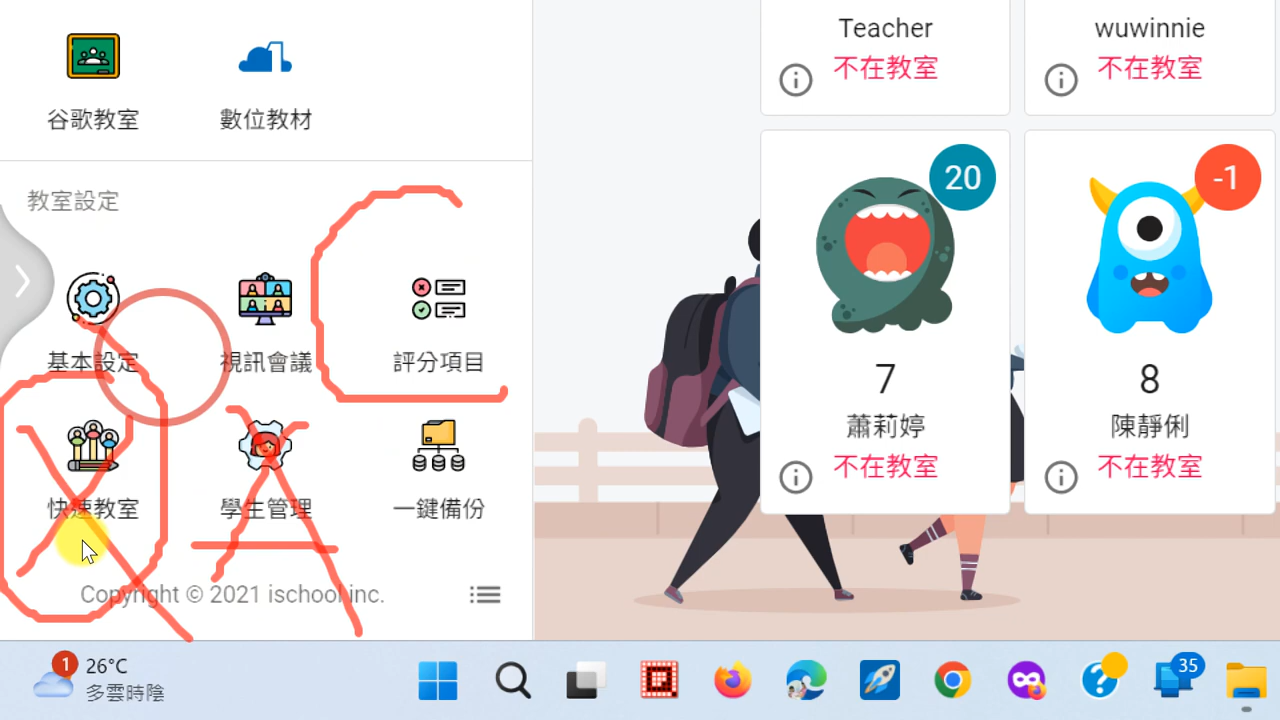 谷歌教室
數位教材
教室設定
基本設定
視訊會議
評分項目
快速教室
學生管理
一鍵備份
Copyright © 2021 ischool inc.
Teacher
不在教室
wuwinnie
不在教室
20
7
蕭莉婷
不在教室
-1
8
陳靜俐
不在教室
1
26°C
多雲時陰
35